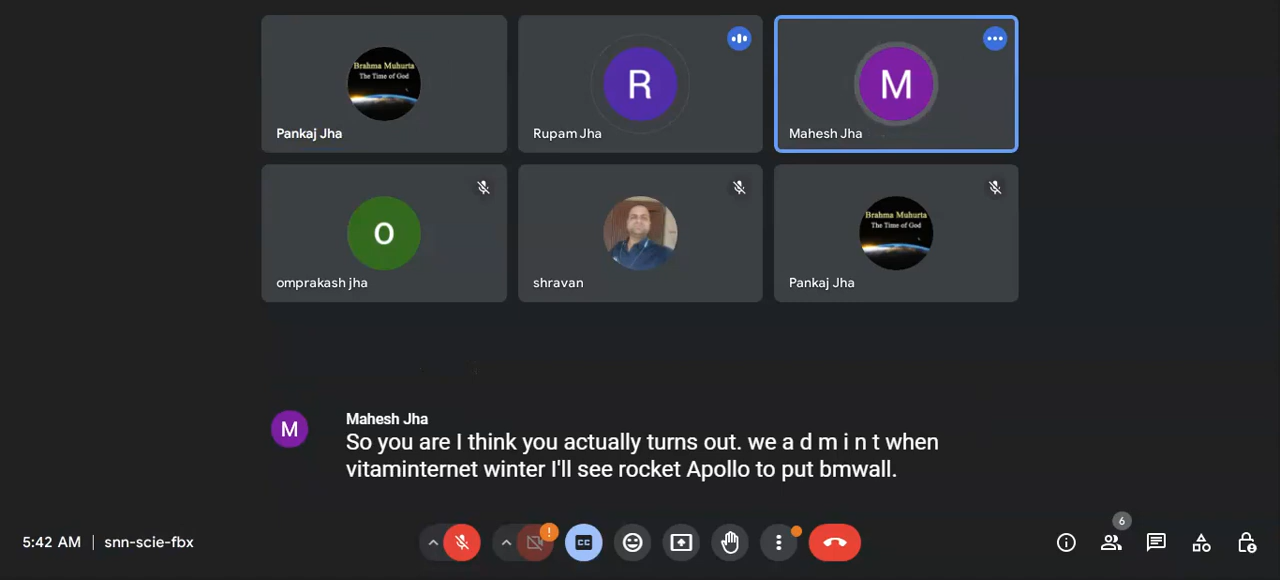 Brahma Muhurta
The Time of God
Pankaj Jha
R
Rupam Jha
M
Mahesh Jha
O
omprakash jha
shravan
Brahma Muhurta
The Time of God
Pankaj Jha
M
Mahesh Jha
So you are I think you actually turns out. we a d m i n t when
vitaminternet winter I'll see rocket Apollo to put bmwall.
5:42 AM | snn-scie-fbx
!
CC
6